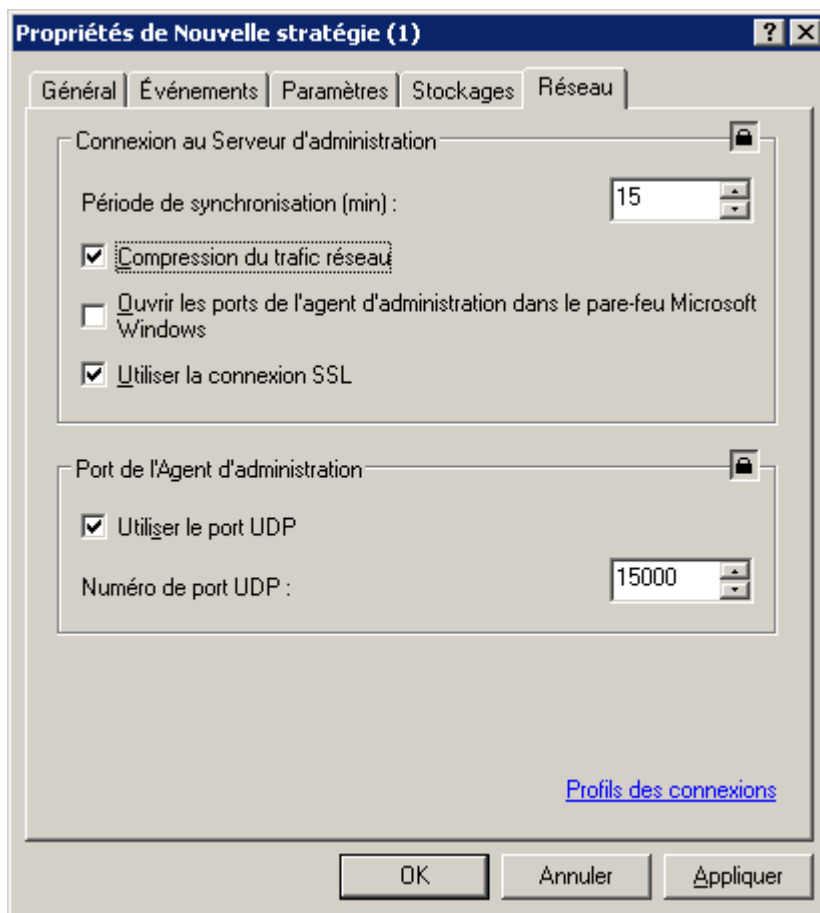 Propriétés de Nouvelle stratégie (1)
Général Événements Paramètres Stockages Réseau
Connexion au Serveur d'administration
Période de synchronisation (min) : 15
Compression du trafic réseau
Ouvrir les ports de l'agent d'administration dans le pare-feu Microsoft
Windows
Utiliser la connexion SSL
Port de l'Agent d'administration
Utiliser le port UDP
Numéro de port UDP : 15000
Profils des connexions
OK Annuler Appliquer